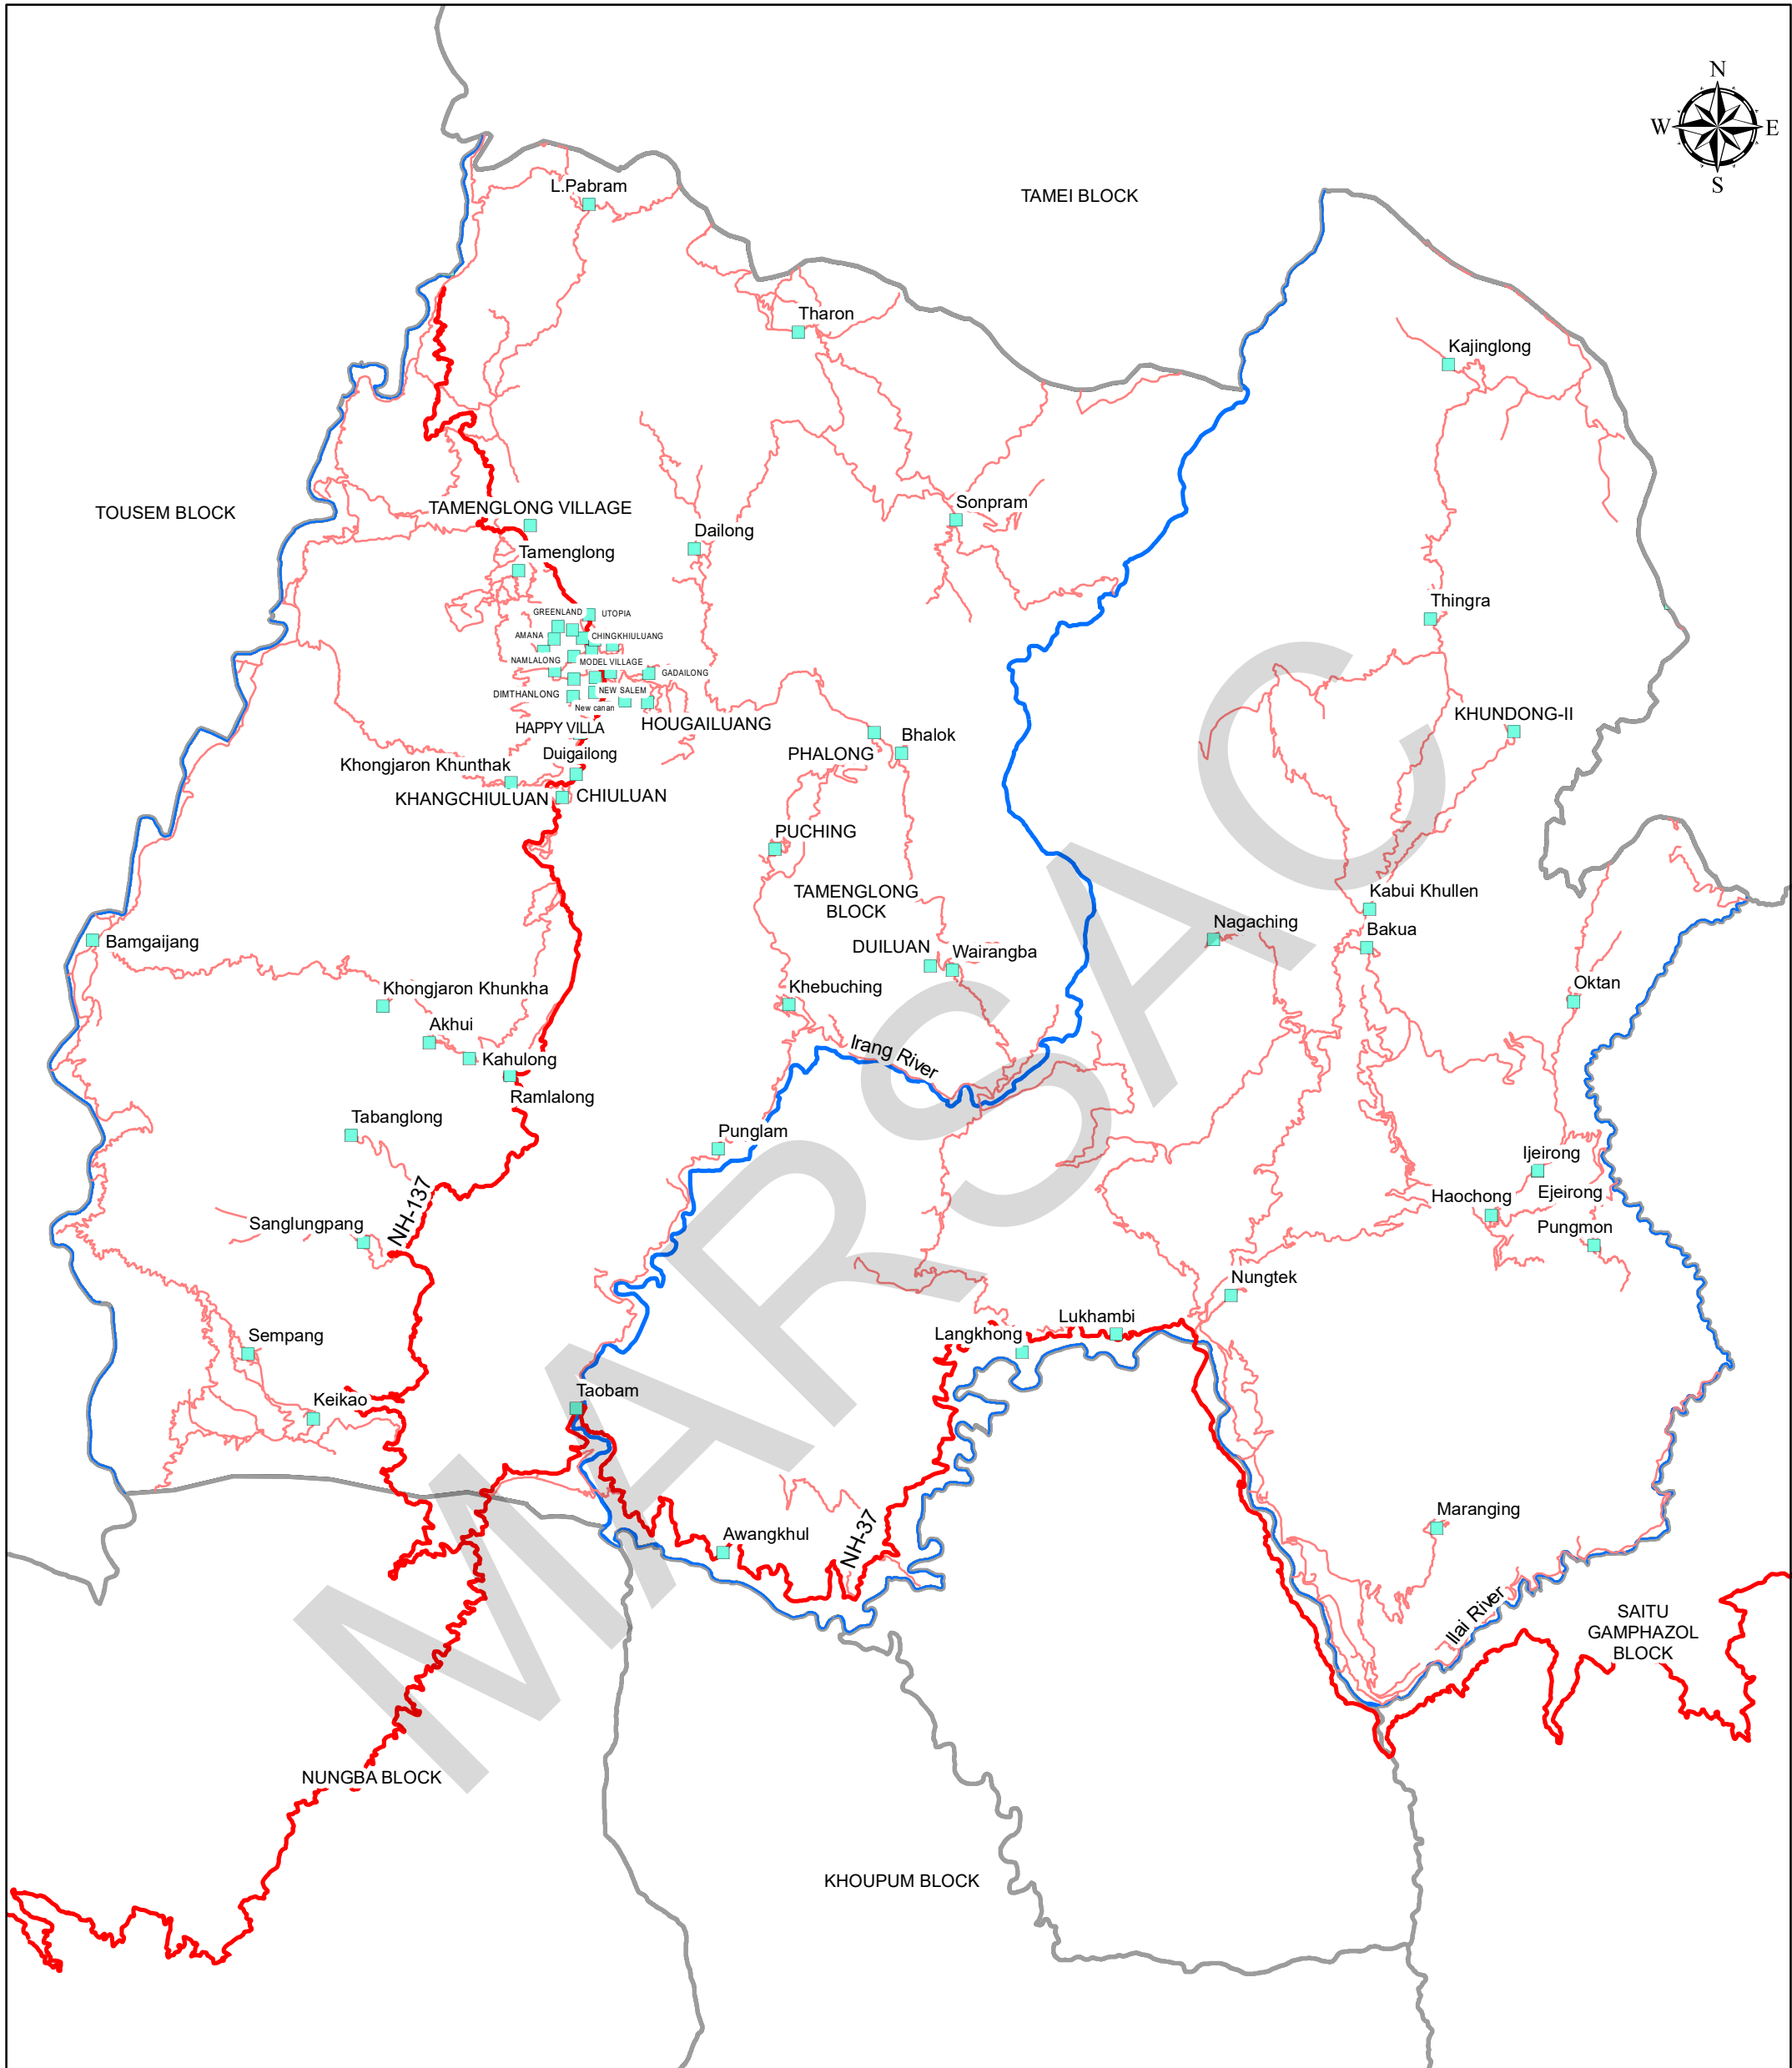 N
W
E
S
L.Pabram
TAMEI BLOCK
Tharon
Kajinglong
TOUSEM BLOCK
TAMENGLONG VILLAGE
Sonpram
Dailong
Tamenglong
GREENLAND
UTOPIA
Thingra
AMANA
CHINGKHIULUANG
NAMLALONG
MODEL VILLAGE
GADAILONG
DIMTHANLONG
NEW SALEM
New canan
HOUGAILUANG
HAPPY VILLA
KHUNDONG-II
Bhalok
PHALONG
Duigailong
Khongjaron Khunthak
KHANGCHIULUAN
CHIULUAN
PUCHING
TAMENGLONG
BLOCK
Kabui Khullen
Nagaching
Bakua
Bamgaijang
DUILUAN
Wairangba
Khongjaron Khunkha
Khebuching
Oktan
Akhui
Irang River
Kahulong
Ramlalong
Tabanglong
Punglam
Ijeirong
Ejeirong
Haochong
Pungmon
NH-137
Sanglungpang
Nungtek
Lukhambi
Langkhong
Sempang
Taobam
Keikao
Maranging
Awangkhul
NH-37
Ilai River
SAITU
GAMPHAZOL
BLOCK
NUNGBA BLOCK
KHOUPUM BLOCK
MARSAC